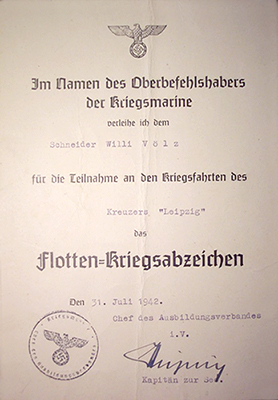 Im Namen des Oberbefehlshabers
der Kriegsmarine
verleihe ich dem
Schneider Willi Völz
für die Teilnahme an den Kriegsfahrten des
Kreuzers "Leipzig"
das
Flotten=Kriegsabzeichen
Den 31. Juli 1942.
Chef des Ausbildungsverbandes
i.V.
Kapitän zur See.